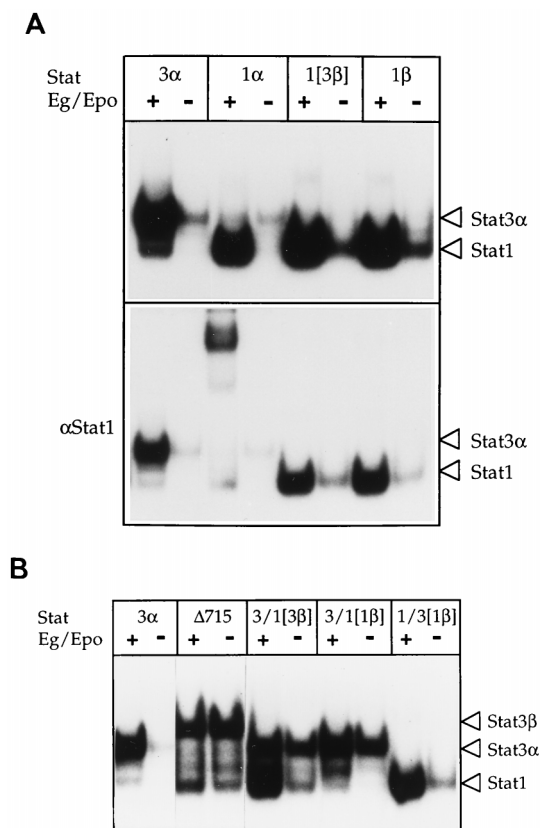 A
Stat 3α 1α 1[3β] 1β
Eg/Epo + - + - + - + -
◁ Stat3α
◁ Stat1
αStat1
◁ Stat3α
◁ Stat1
B
Stat 3α Δ715 3/1[3β] 3/1[1β] 1/3[1β]
Eg/Epo + - + - + - + - + -
◁ Stat3β
◁ Stat3α
◁ Stat1